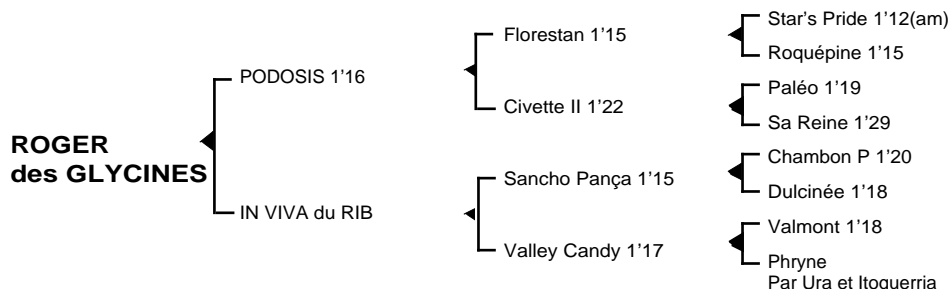 ROGER
des GLYCINES
PODOSIS 1'16
IN VIVA du RIB
Florestan 1'15
Civette II 1'22
Sancho Pança 1'15
Valley Candy 1'17
Star's Pride 1'12(am)
Roquépine 1'15
Paléo 1'19
Sa Reine 1'29
Chambon P 1'20
Dulcinée 1'18
Valmont 1'18
Phryne
Par Ura et Itoguerria